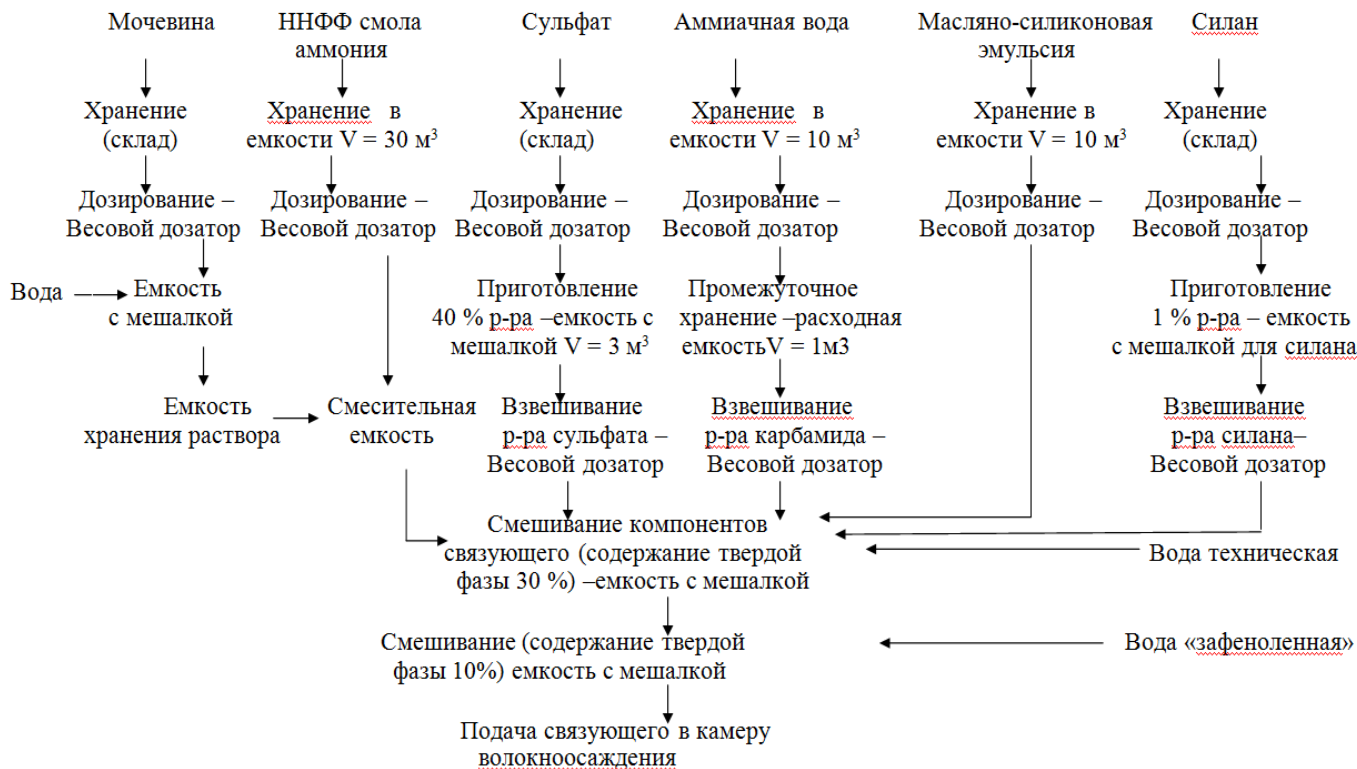 Мочевина
ННФФ смола
аммония
Сульфат
Аммиачная вода
Масляно-силиконовая
эмульсия
Силан
Хранение
(склад)
Хранение в
емкости V = 30 м³
Хранение
(склад)
Хранение в
емкости V = 10 м³
Хранение в
емкости V = 10 м³
Хранение
(склад)
Дозирование –
Весовой дозатор
Дозирование –
Весовой дозатор
Дозирование –
Весовой дозатор
Дозирование –
Весовой дозатор
Дозирование –
Весовой дозатор
Дозирование –
Весовой дозатор
Вода
Емкость
с мешалкой
Приготовление
40 % р-ра –емкость с
мешалкой V = 3 м³
Промежуточное
хранение –расходная
емкостьV = 1м3
Приготовление
1 % р-ра – емкость
с мешалкой для силана
Емкость
хранения раствора
Смесительная
емкость
Взвешивание
р-ра сульфата –
Весовой дозатор
Взвешивание
р-ра карбамида –
Весовой дозатор
Взвешивание
р-ра силана–
Весовой дозатор
Смешивание компонентов
связующего (содержание твердой
фазы 30 %) –емкость с мешалкой
Вода техническая
Смешивание (содержание твердой
фазы 10%) емкость с мешалкой
Вода «зафеноленная»
Подача связующего в камеру
волокноосаждения